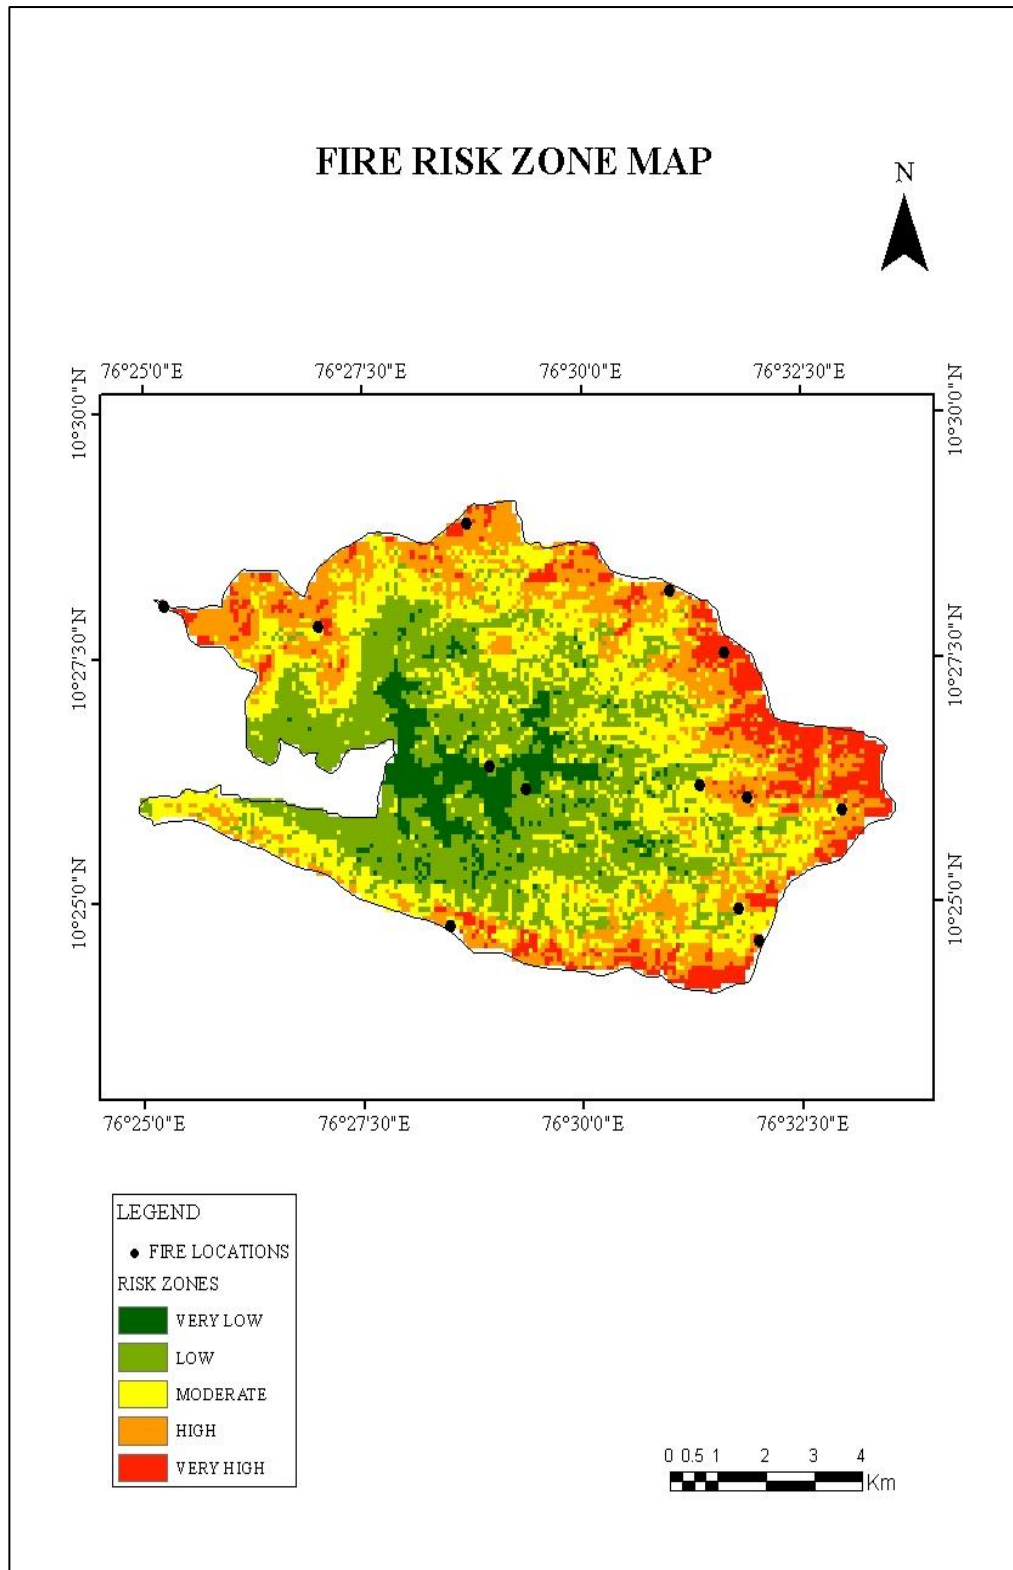 FIRE RISK ZONE MAP
N
76°25'0"E 76°27'30"E 76°30'0"E 76°32'30"E
10°30'0"N
10°30'0"N
10°27'30"N
10°27'30"N
10°25'0"N
10°25'0"N
76°25'0"E 76°27'30"E 76°30'0"E 76°32'30"E
LEGEND
FIRE LOCATIONS
RISK ZONES
VERY LOW
LOW
MODERATE
HIGH
VERY HIGH
0 0.5 1 2 3 4
Km